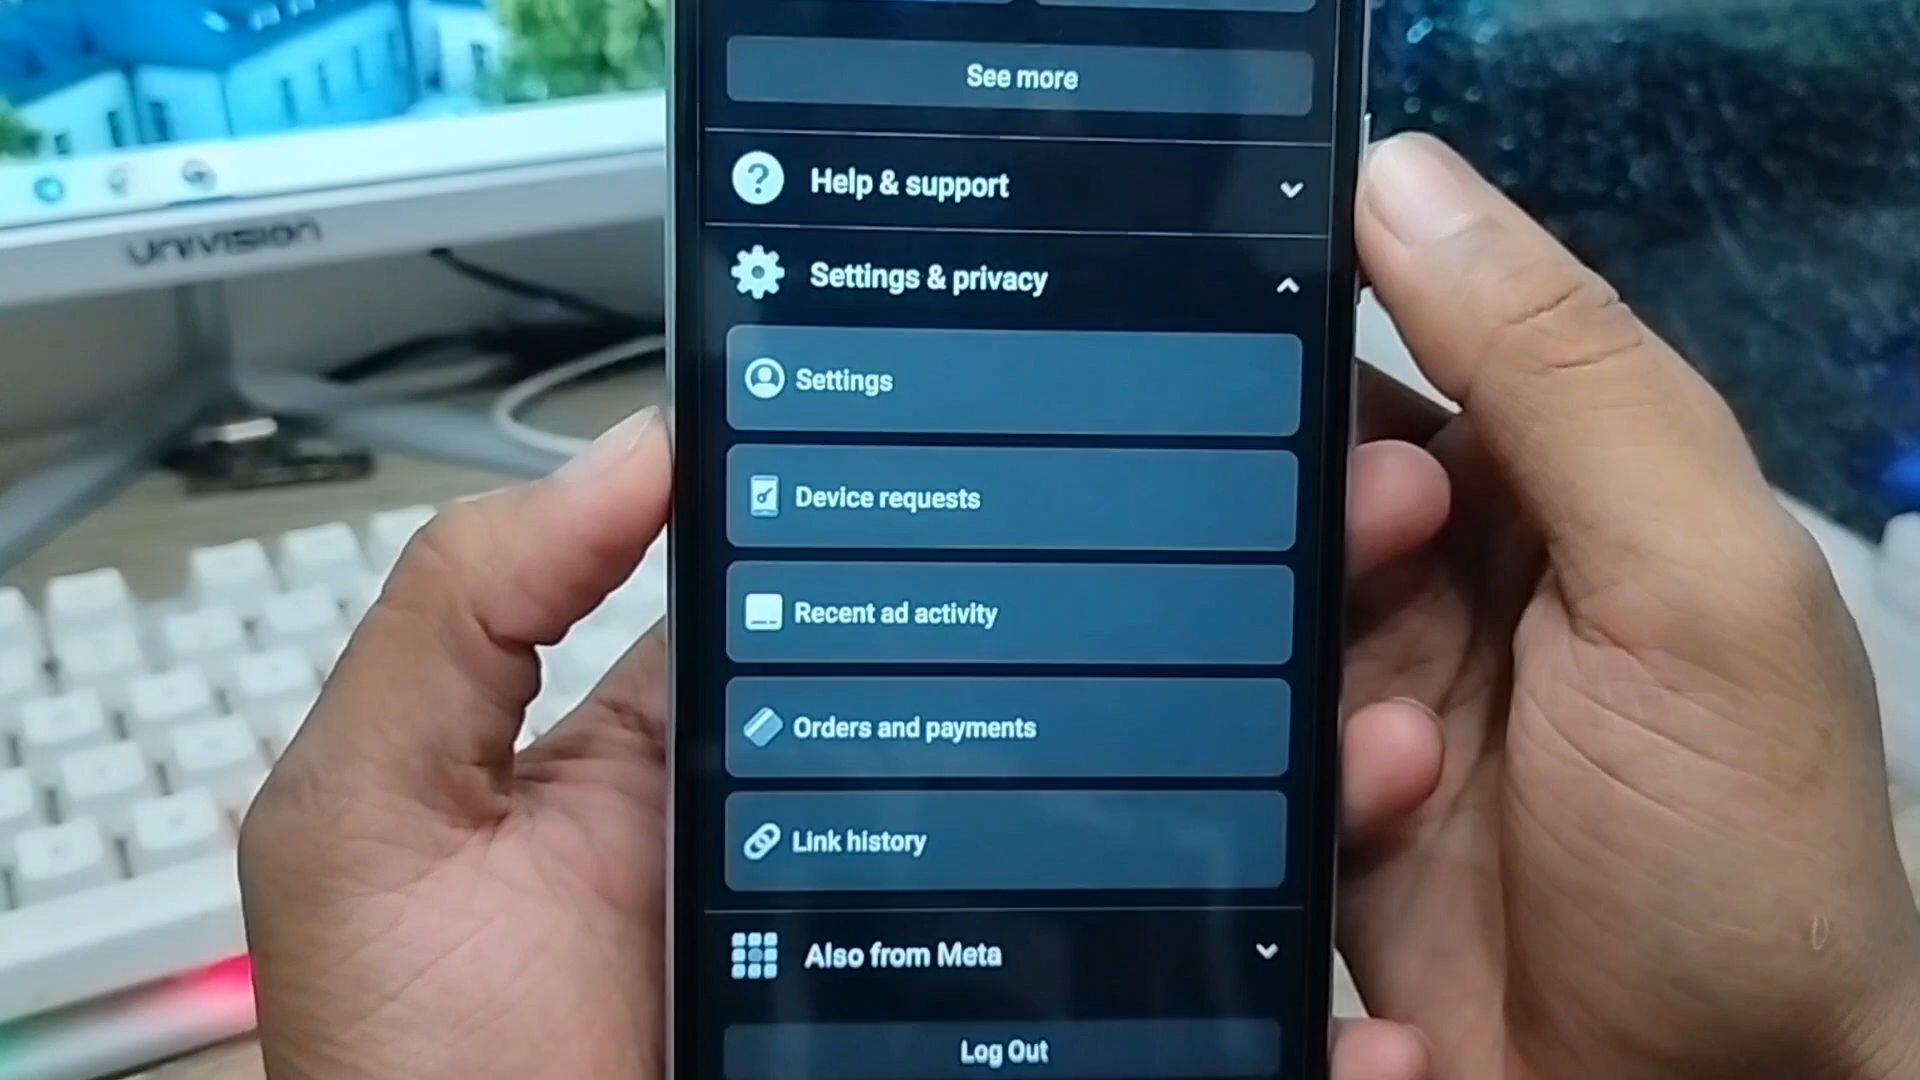 UNIVISION
See more
Help & support
Settings & privacy
Settings
Device requests
Recent ad activity
Orders and payments
Link history
Also from Meta
Log Out